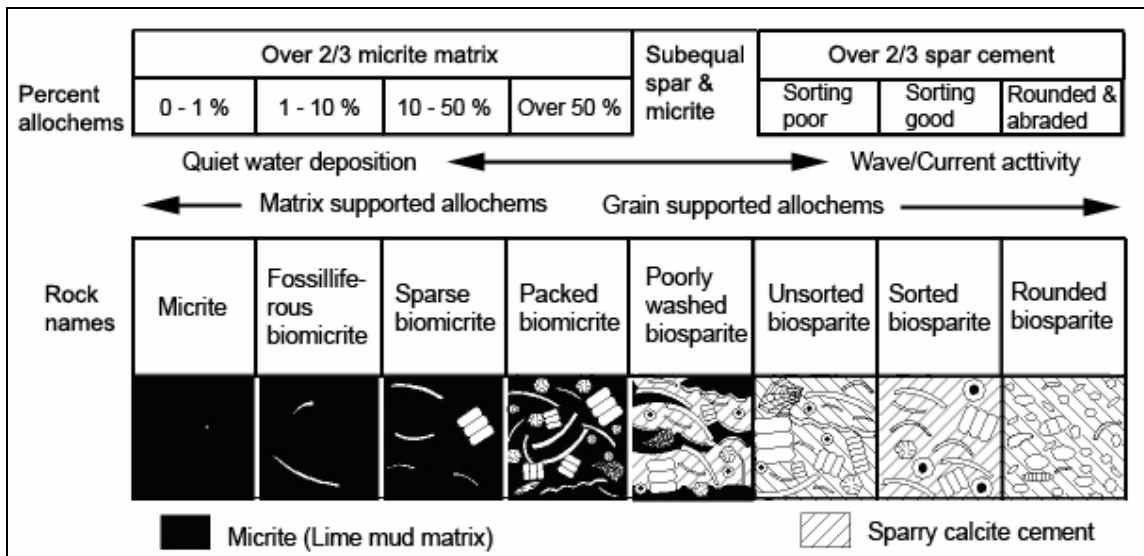 Over 2/3 micrite matrix
Subequal
spar &
micrite
Over 2/3 spar cement
Percent
allochems
0 - 1 %
1 - 10 %
10 - 50 %
Over 50 %
Sorting
poor
Sorting
good
Rounded &
abraded
Quiet water deposition
Wave/Current acttivity
Matrix supported allochems
Grain supported allochems
Rock
names
Micrite
Fossillife-
rous
biomicrite
Sparse
biomicrite
Packed
biomicrite
Poorly
washed
biosparite
Unsorted
biosparite
Sorted
biosparite
Rounded
biosparite
Micrite (Lime mud matrix)
Sparry calcite cement